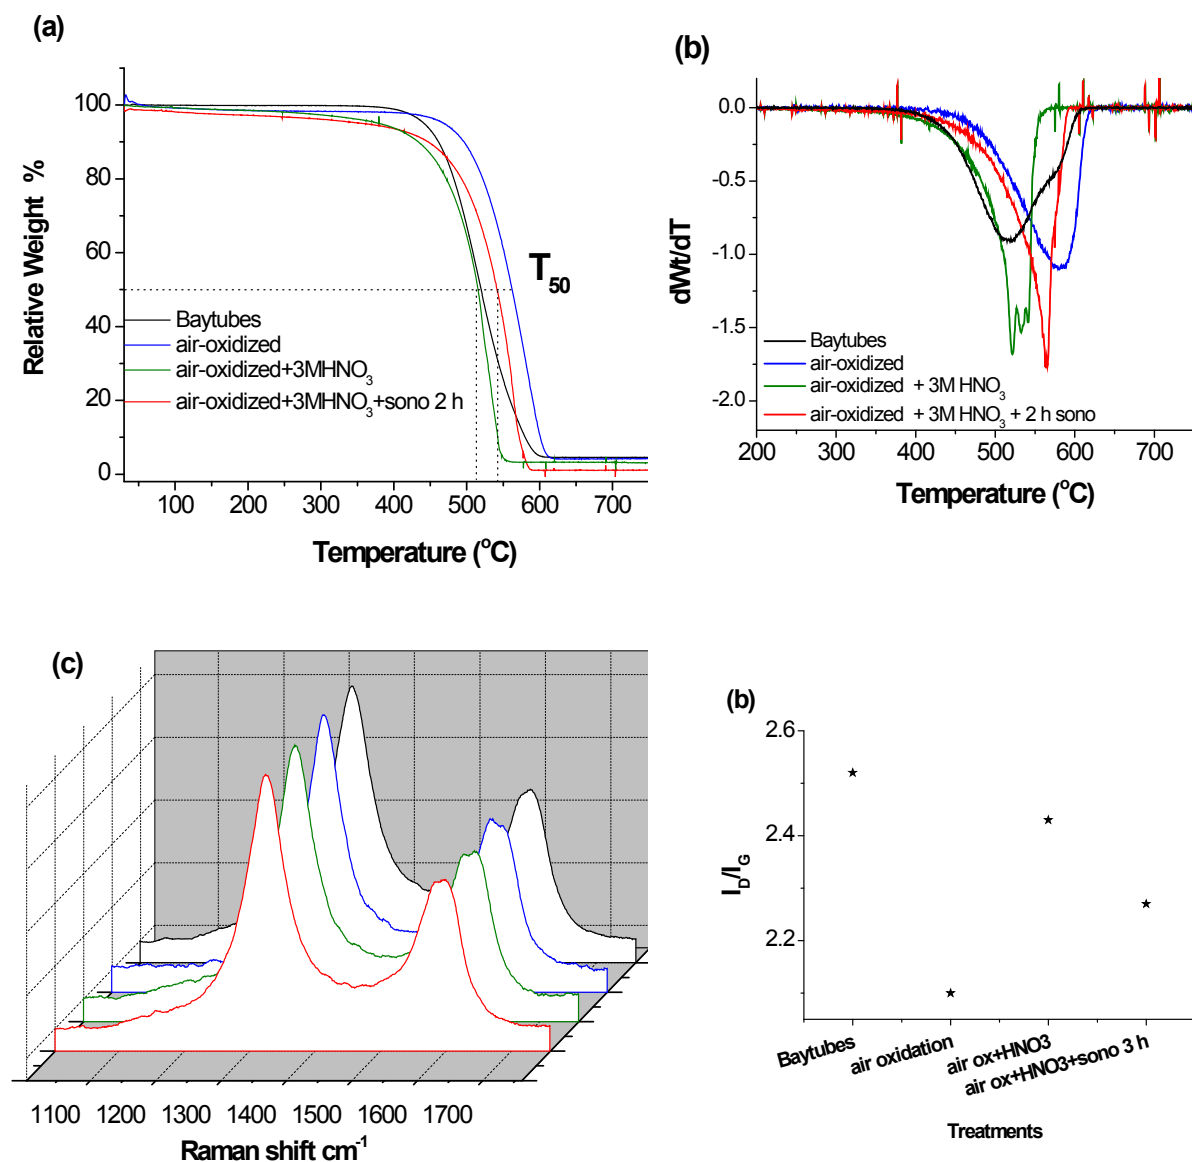 (a)
100
80
60
40
20
0
Relative Weight %
T50
Baytubes
air-oxidized
air-oxidized+3MHNO3
air-oxidized+3MHNO3+sono 2 h
100 200 300 400 500 600 700
Temperature (oC)
(b)
0.0
-0.5
-1.0
-1.5
-2.0
dWt/dT
Baytubes
air-oxidized
air-oxidized + 3M HNO3
air-oxidized + 3M HNO3 + 2 h sono
200 300 400 500 600 700
Temperature (oC)
(c)
1100 1200 1300 1400 1500 1600 1700
Raman shift cm-1
(b)
2.6
2.4
2.2
ID/IG
Baytubes
air oxidation
air ox+HNO3
air ox+HNO3+sono 3 h
Treatments